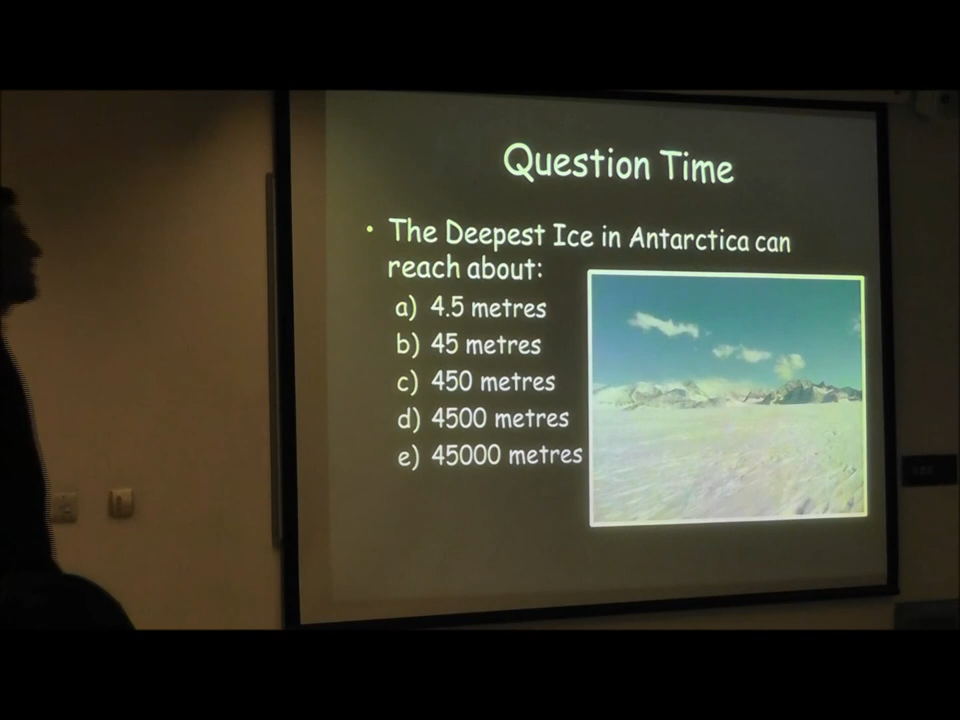 Question Time
• The Deepest Ice in Antarctica can
reach about:
a) 4.5 metres
b) 45 metres
c) 450 metres
d) 4500 metres
e) 45000 metres